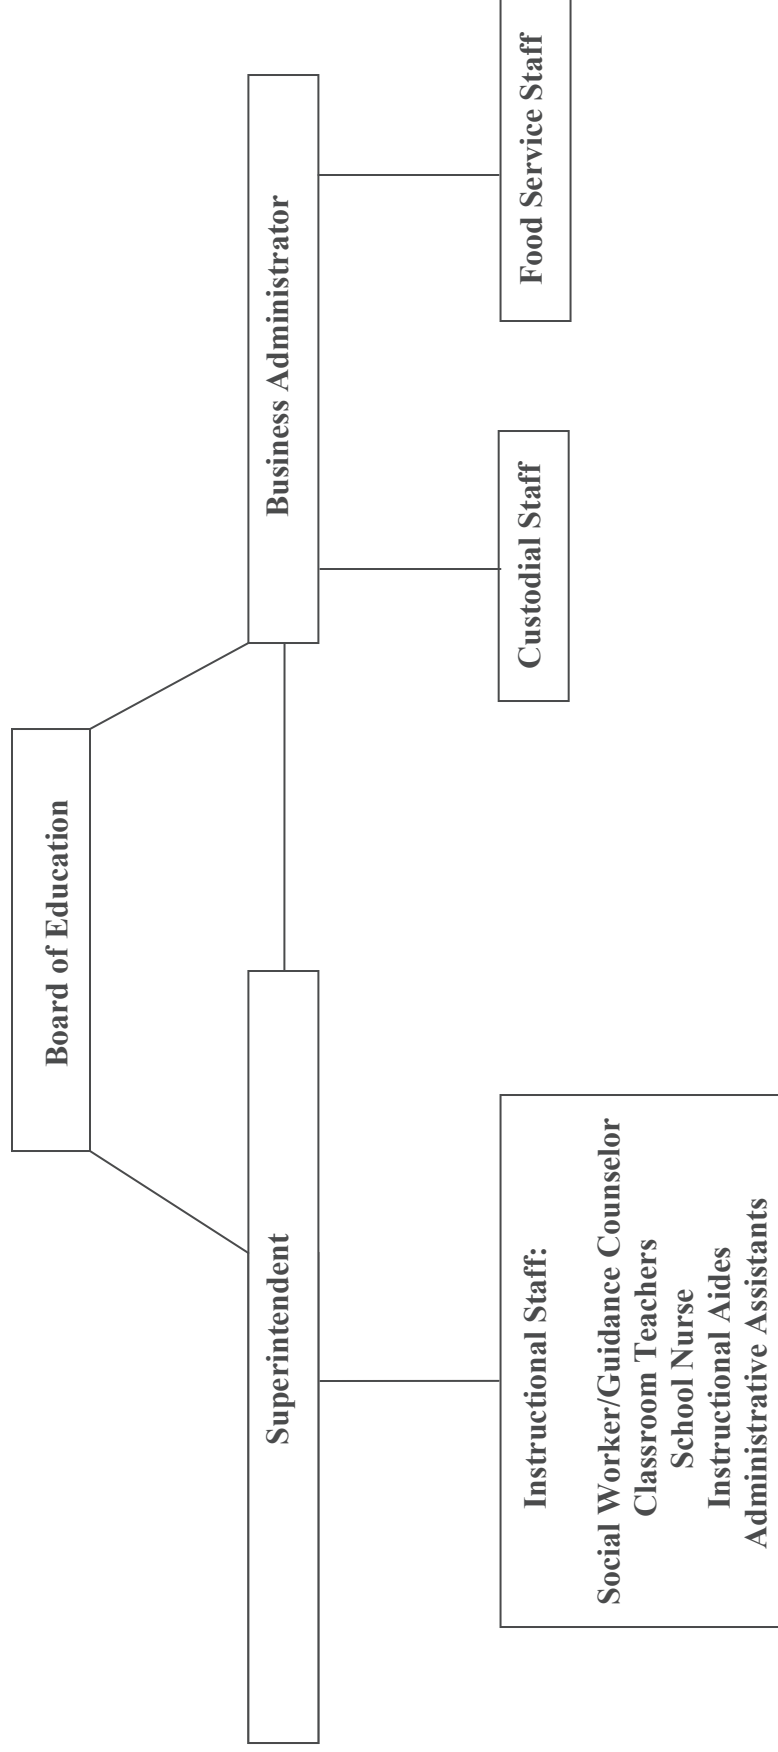 Board of Education
Superintendent
Business Administrator
Instructional Staff:
Social Worker/Guidance Counselor
Classroom Teachers
School Nurse
Instructional Aides
Administrative Assistants
Custodial Staff
Food Service Staff